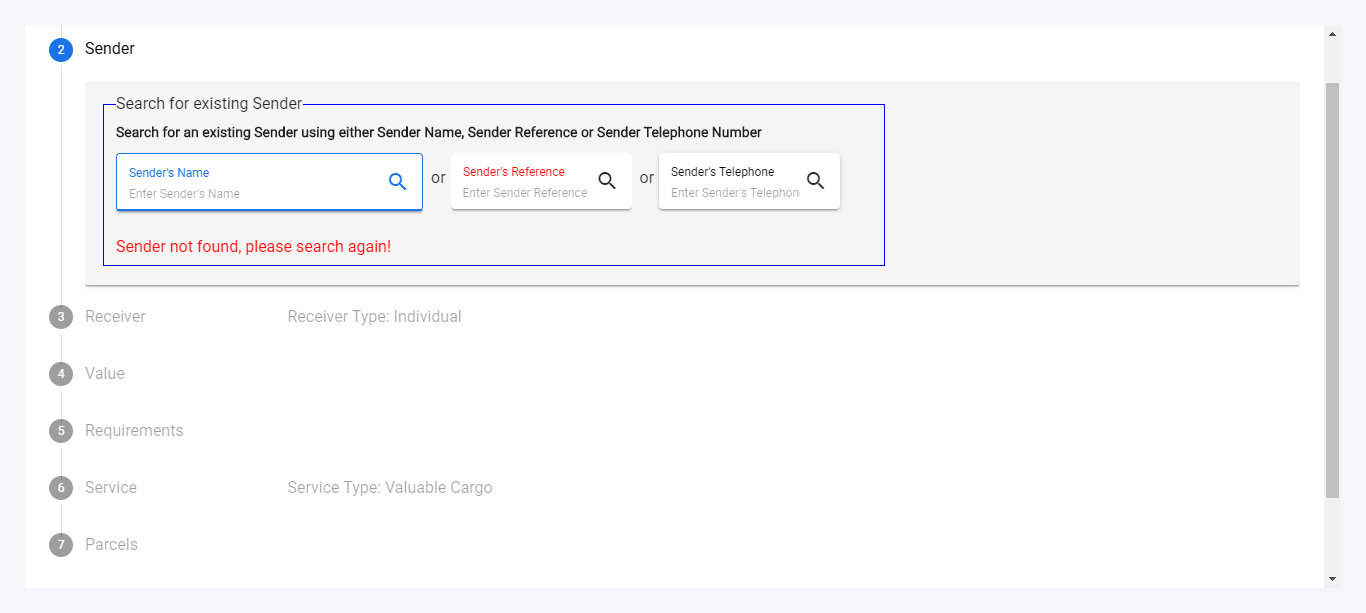 2 Sender
Search for existing Sender
Search for an existing Sender using either Sender Name, Sender Reference or Sender Telephone Number
Sender's Name
Enter Sender's Name
or
Sender's Reference
Enter Sender Reference
or
Sender's Telephone
Enter Sender's Telephon
Sender not found, please search again!
3 Receiver Receiver Type: Individual
4 Value
5 Requirements
6 Service Service Type: Valuable Cargo
7 Parcels